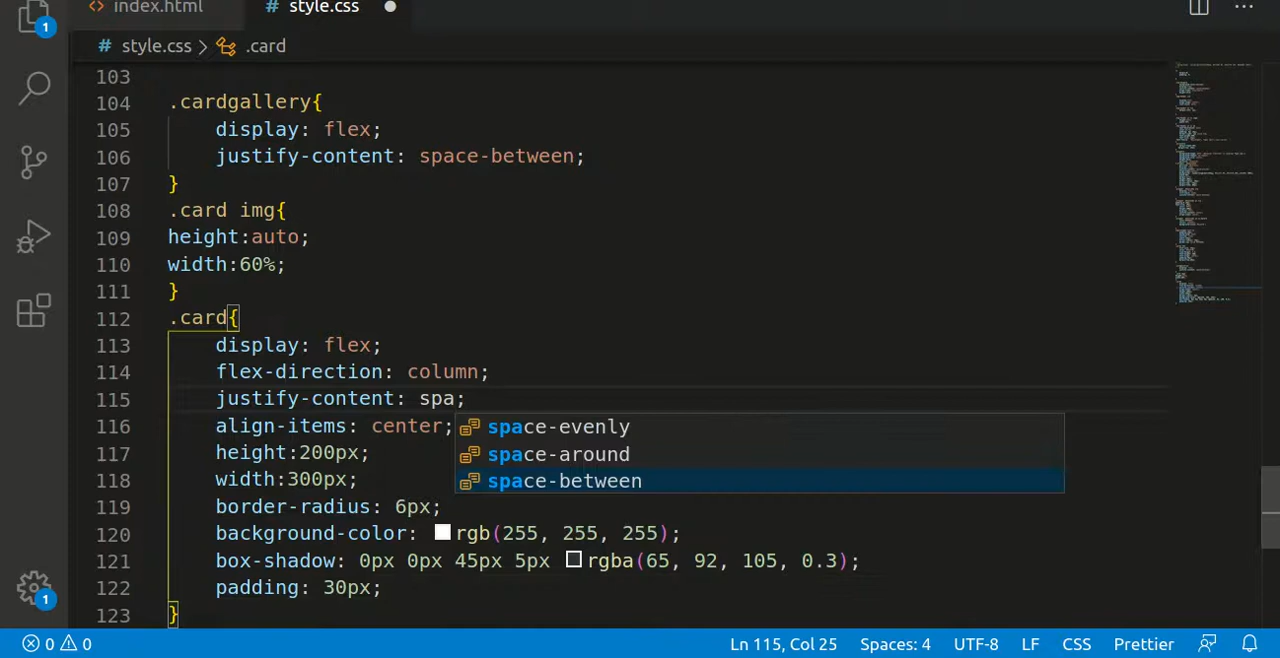 index.html
# style.css
# style.css > .card
103
104 .cardgallery{
105 display: flex;
106 justify-content: space-between;
107 }
108 .card img{
109 height:auto;
110 width:60%;
111 }
112 .card{
113 display: flex;
114 flex-direction: column;
115 justify-content: spa;
116 align-items: center;
space-evenly
space-around
space-between
117 height:200px;
118 width:300px;
119 border-radius: 6px;
120 background-color: rgb(255, 255, 255);
121 box-shadow: 0px 0px 45px 5px rgba(65, 92, 105, 0.3);
122 padding: 30px;
123 }
1
1
0 0 Ln 115, Col 25 Spaces: 4 UTF-8 LF CSS Prettier